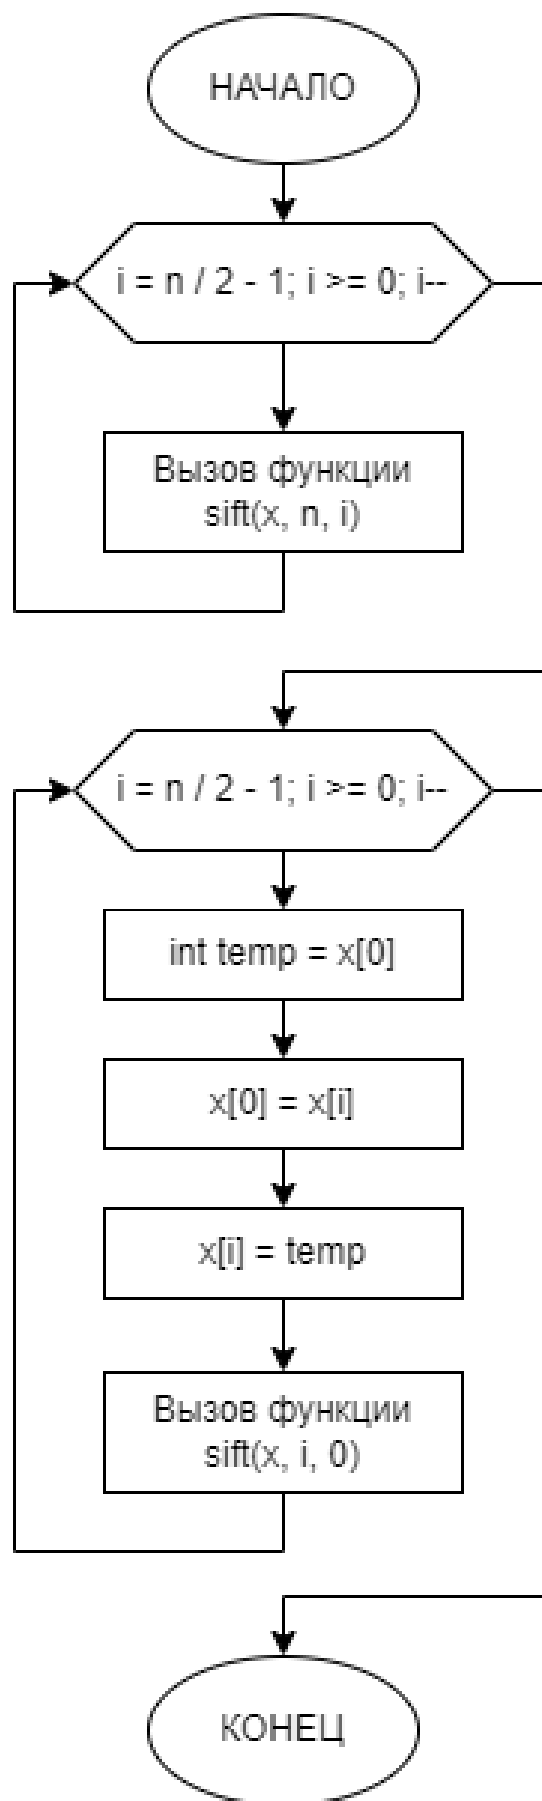 НАЧАЛО
i = n / 2 - 1; i >= 0; i--
Вызов функции
sift(x, n, i)
i = n / 2 - 1; i >= 0; i--
int temp = x[0]
x[0] = x[i]
x[i] = temp
Вызов функции
sift(x, i, 0)
КОНЕЦ